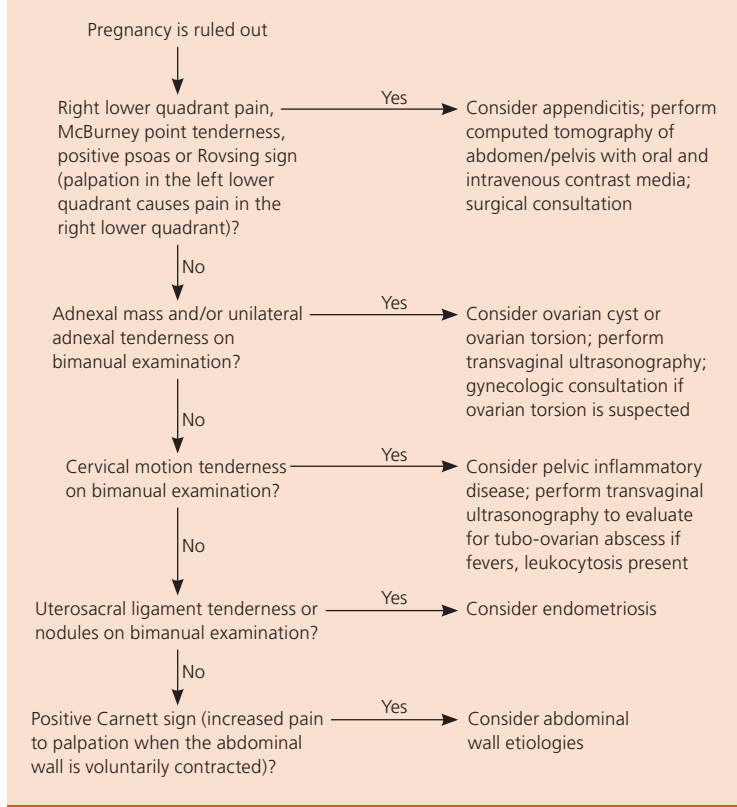 Pregnancy is ruled out
Right lower quadrant pain,
McBurney point tenderness,
positive psoas or Rovsing sign
(palpation in the left lower
quadrant causes pain in the
right lower quadrant)?
Yes
Consider appendicitis; perform
computed tomography of
abdomen/pelvis with oral and
intravenous contrast media;
surgical consultation
No
Adnexal mass and/or unilateral
adnexal tenderness on
bimanual examination?
Yes
Consider ovarian cyst or
ovarian torsion; perform
transvaginal ultrasonography;
gynecologic consultation if
ovarian torsion is suspected
No
Cervical motion tenderness
on bimanual examination?
Yes
Consider pelvic inflammatory
disease; perform transvaginal
ultrasonography to evaluate
for tubo-ovarian abscess if
fevers, leukocytosis present
No
Uterosacral ligament tenderness or
nodules on bimanual examination?
Yes
Consider endometriosis
No
Positive Carnett sign (increased pain
to palpation when the abdominal
wall is voluntarily contracted)?
Yes
Consider abdominal
wall etiologies